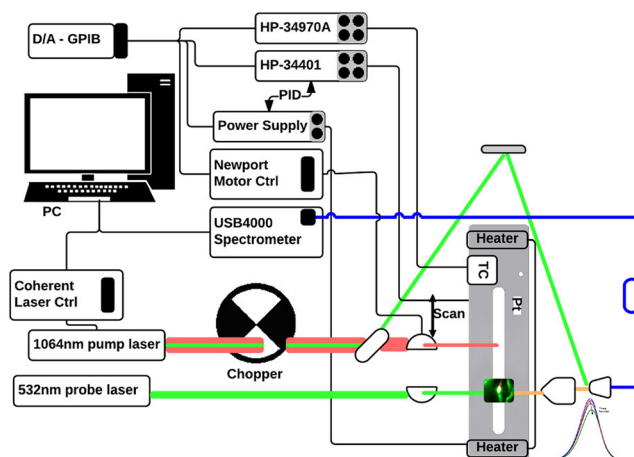 D/A - GPIB
HP-34970A
HP-34401
PID
Power Supply
Newport
Motor Ctrl
PC
USB4000
Spectrometer
Heater
TC
Pt
Scan
Coherent
Laser Ctrl
1064nm pump laser
Chopper
532nm probe laser
Heater